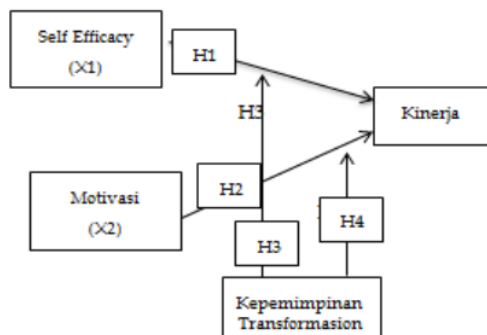 Self Efficacy
(X1)
H1
H3
Kinerja
Motivasi
(X2)
H2
H3
H4
Kepemimpinan
Transformasion